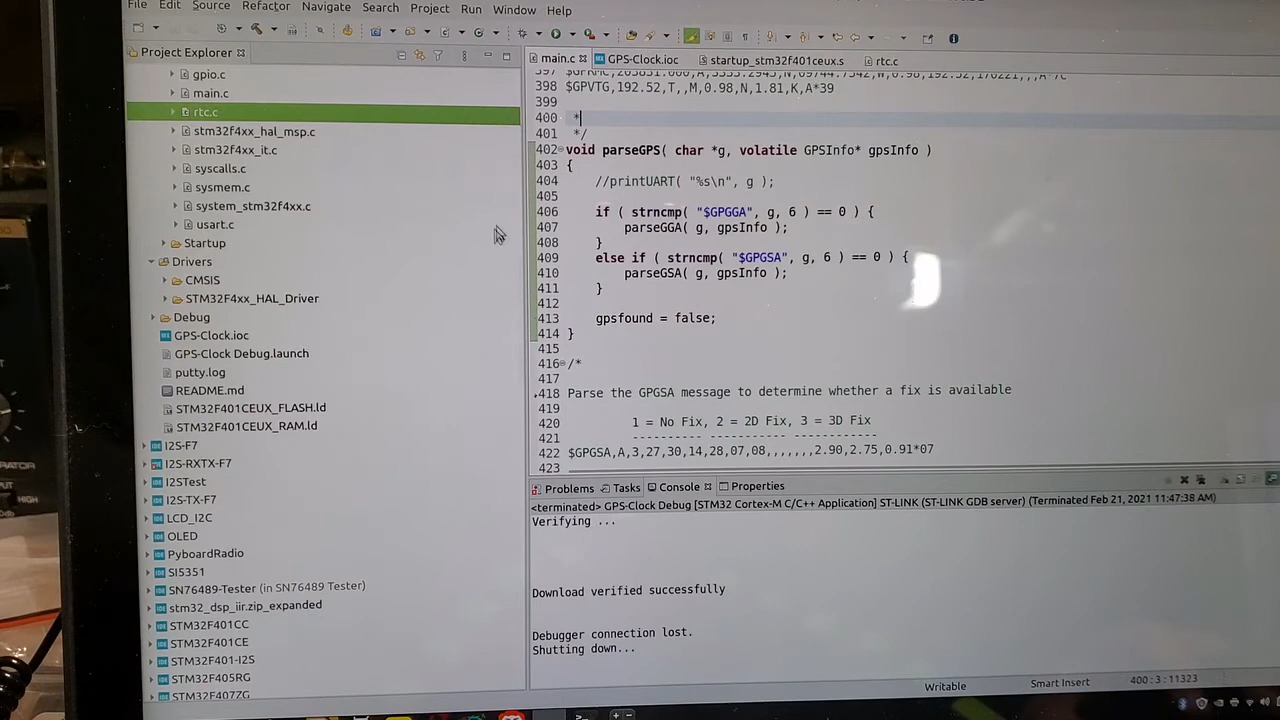 File Edit Source Refactor Navigate Search Project Run Window Help
Project Explorer
gpio.c
main.c
rtc.c
stm32f4xx_hal_msp.c
stm32f4xx_it.c
syscalls.c
sysmem.c
system_stm32f4xx.c
usart.c
Startup
Drivers
CMSIS
STM32F4xx_HAL_Driver
Debug
GPS-Clock.ioc
GPS-Clock Debug.launch
putty.log
README.md
STM32F401CEUX_FLASH.ld
STM32F401CEUX_RAM.ld
I2S-F7
I2S-RXTX-F7
I2STest
I2S-TX-F7
LCD_I2C
OLED
PyboardRadio
SI5351
SN76489-Tester (in SN76489 Tester)
stm32_dsp_iir.zip_expanded
STM32F401CC
STM32F401CE
STM32F401-I2S
STM32F405RG
STM32F407ZG
main.c GPS-Clock.ioc startup_stm32f401ceux.s rtc.c
397
398 $GPVTG,192.52,T,,M,0.98,N,1.81,K,A*39
399
400 *
401 */
402 void parseGPS( char *g, volatile GPSInfo* gpsInfo )
403 {
404 //printUART( "%s\n", g );
405
406 if ( strncmp( "$GPGGA", g, 6 ) == 0 ) {
407 parseGGA( g, gpsInfo );
408 }
409 else if ( strncmp( "$GPGSA", g, 6 ) == 0 ) {
410 parseGSA( g, gpsInfo );
411 }
412
413 gpsfound = false;
414 }
415
416 /*
417
418 Parse the GPGSA message to determine whether a fix is available
419
420 1 = No Fix, 2 = 2D Fix, 3 = 3D Fix
421 ---------- ----------- ------------
422 $GPGSA,A,3,27,30,14,28,07,08,,,,,,,2.90,2.75,0.91*07
423
Problems Tasks Console Properties
<terminated> GPS-Clock Debug [STM32 Cortex-M C/C++ Application] ST-LINK (ST-LINK GDB server) (Terminated Feb 21, 2021 11:47:38 AM)
Verifying ...
Download verified successfully
Debugger connection lost.
Shutting down...
Writable Smart Insert 400 : 3 : 11323
HIGH